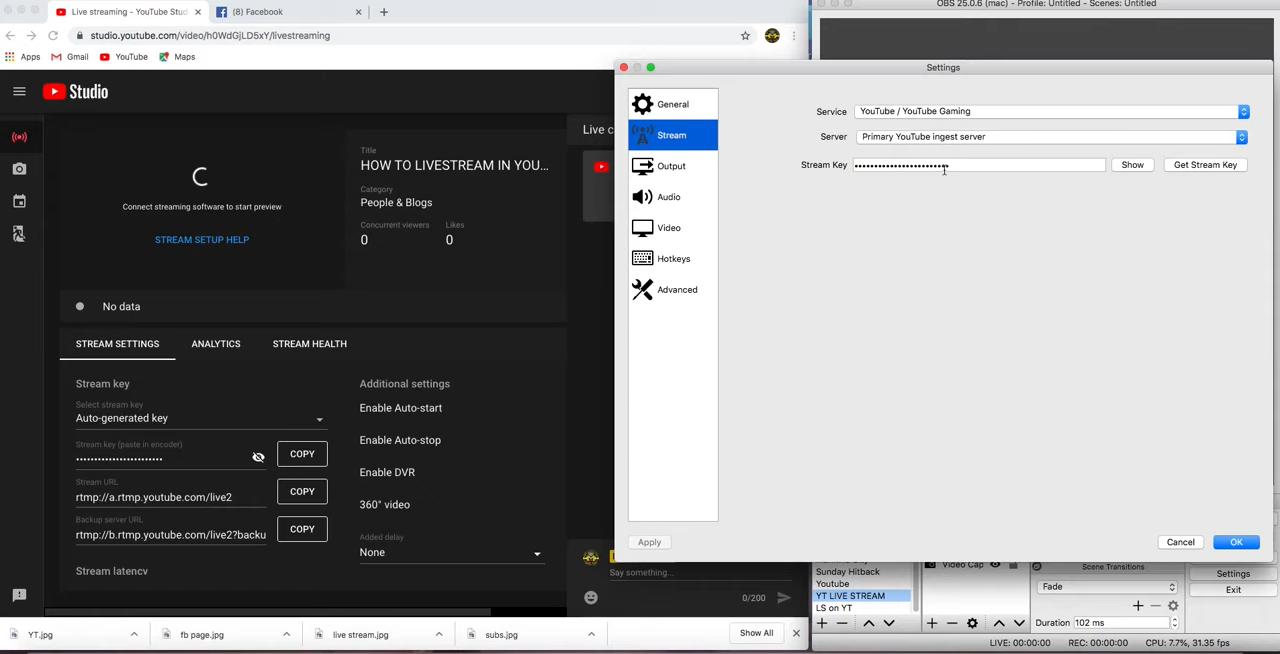 Live streaming - YouTube Stud
(8) Facebook
OBS 25.0.6 (mac) - Profile: Untitled - Scenes: Untitled
studio.youtube.com/video/h0WdGjLD5xY/livestreaming
Apps
Gmail
YouTube
Maps
Studio
Connect streaming software to start preview
STREAM SETUP HELP
Title
HOW TO LIVESTREAM IN YOU...
Category
People & Blogs
Concurrent viewers
Likes
0
0
No data
STREAM SETTINGS
ANALYTICS
STREAM HEALTH
Stream key
Select stream key
Auto-generated key
Stream key (paste in encoder)
•••••••••••••••••••••••
COPY
Stream URL
rtmp://a.rtmp.youtube.com/live2
COPY
Backup server URL
rtmp://b.rtmp.youtube.com/live2?backu
COPY
Stream latency
Additional settings
Enable Auto-start
Enable Auto-stop
Enable DVR
360° video
Added delay
None
Live c
Say something...
0/200
Settings
General
Stream
Output
Audio
Video
Hotkeys
Advanced
Service
YouTube / YouTube Gaming
Server
Primary YouTube ingest server
Stream Key
••••••••••••••••••••••••
Show
Get Stream Key
Apply
Cancel
OK
Sunday Hitback
Youtube
YT LIVE STREAM
LS on YT
Video Cap
Scene Transitions
Fade
Duration
102 ms
Settings
Exit
LIVE: 00:00:00
REC: 00:00:00
CPU: 7.7%, 31.35 fps
YT.jpg
fb page.jpg
live stream.jpg
subs.jpg
Show All